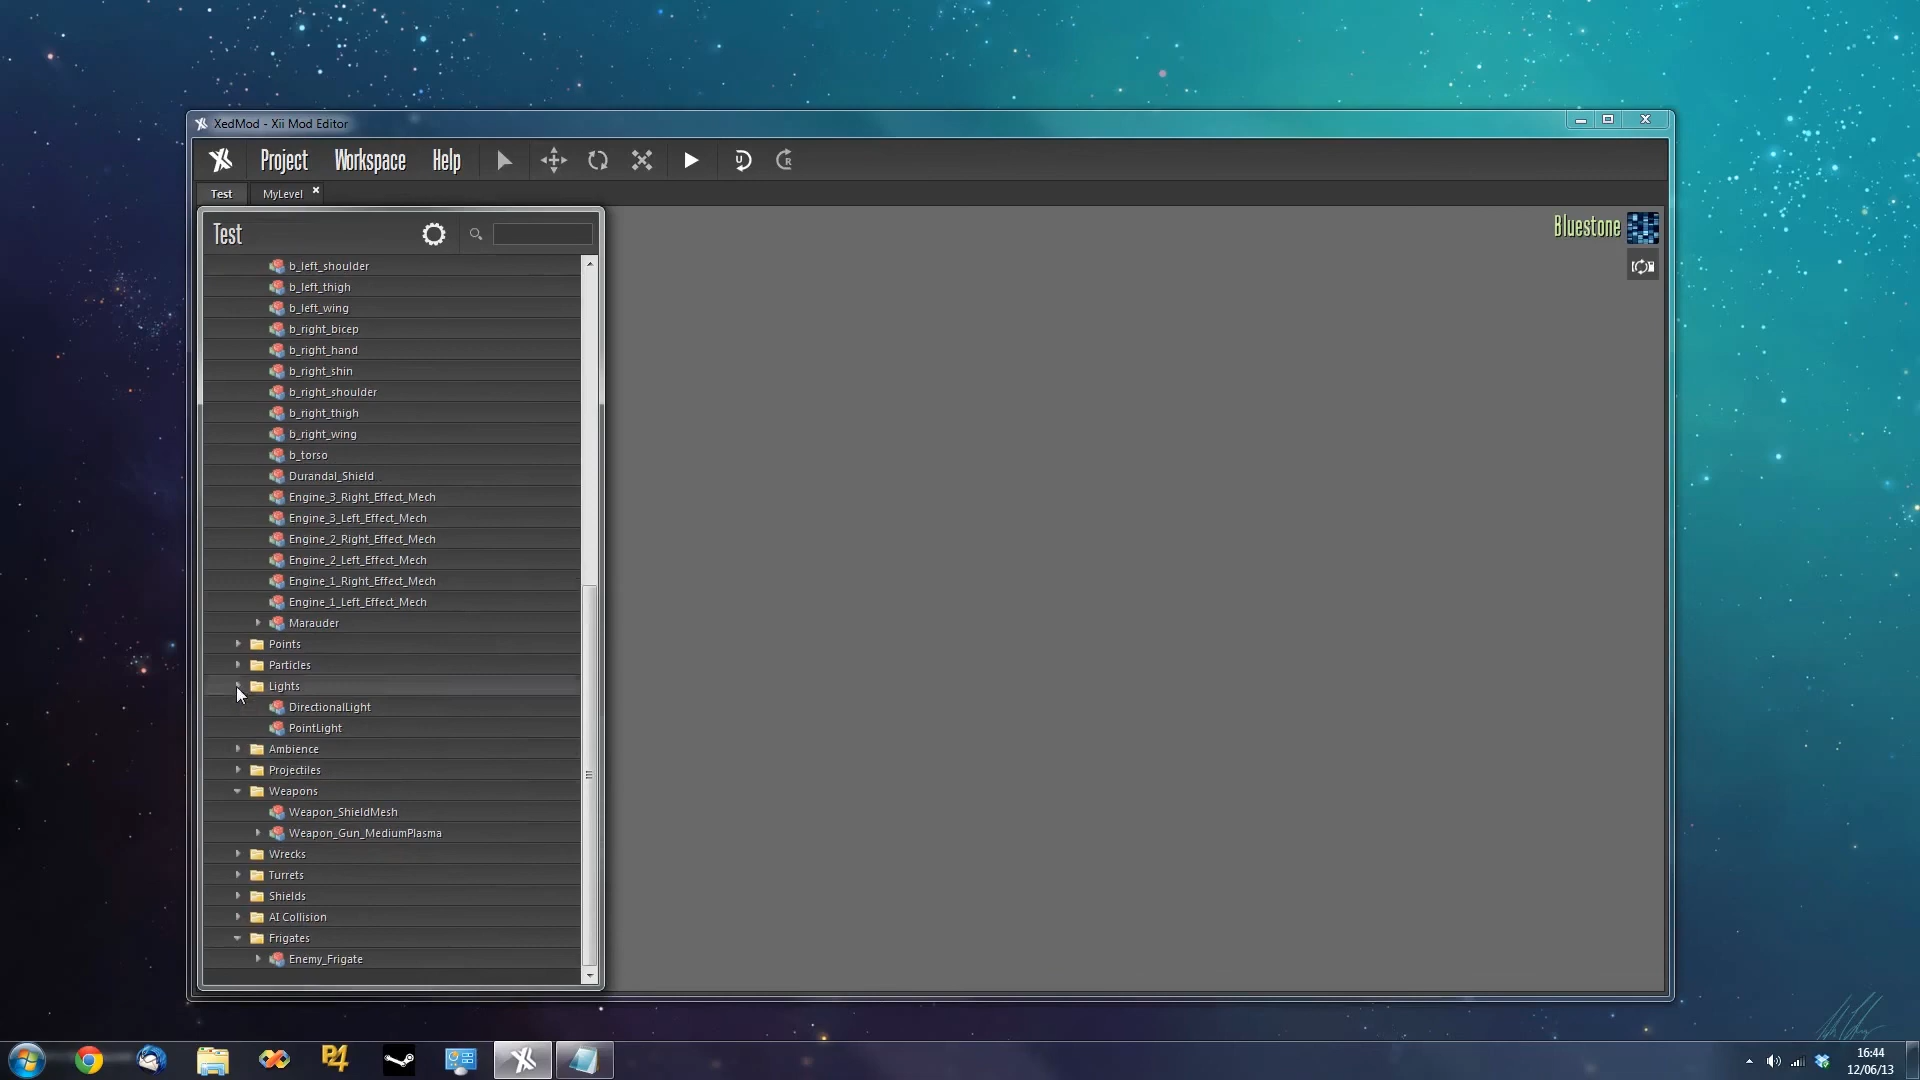 XedMod - Xii Mod Editor
Project Workspace Help
U R
Test MyLevel
Test
Bluestone
b_left_shoulder
b_left_thigh
b_left_wing
b_right_bicep
b_right_hand
b_right_shin
b_right_shoulder
b_right_thigh
b_right_wing
b_torso
Durandal_Shield
Engine_3_Right_Effect_Mech
Engine_3_Left_Effect_Mech
Engine_2_Right_Effect_Mech
Engine_2_Left_Effect_Mech
Engine_1_Right_Effect_Mech
Engine_1_Left_Effect_Mech
Marauder
Points
Particles
Lights
DirectionalLight
PointLight
Ambience
Projectiles
Weapons
Weapon_ShieldMesh
Weapon_Gun_MediumPlasma
Wrecks
Turrets
Shields
AI Collision
Frigates
Enemy_Frigate
P4
16:44
12/06/13